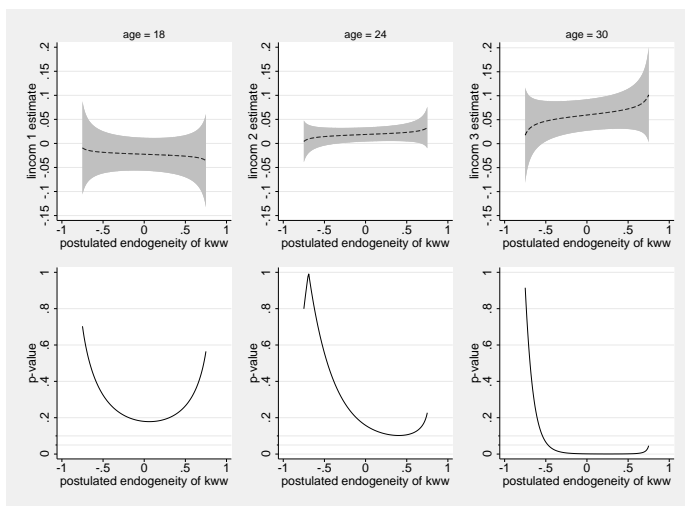 age = 18
age = 24
age = 30
lincom 1 estimate
-.15 -.1 -.05 0 .05 .1 .15 .2
-1 -.5 0 .5 1
postulated endogeneity of kww
lincom 2 estimate
-.15 -.1 -.05 0 .05 .1 .15 .2
-1 -.5 0 .5 1
postulated endogeneity of kww
lincom 3 estimate
-.15 -.1 -.05 0 .05 .1 .15 .2
-1 -.5 0 .5 1
postulated endogeneity of kww
p-value
0 .2 .4 .6 .8 1
-1 -.5 0 .5 1
postulated endogeneity of kww
p-value
0 .2 .4 .6 .8 1
-1 -.5 0 .5 1
postulated endogeneity of kww
p-value
0 .2 .4 .6 .8 1
-1 -.5 0 .5 1
postulated endogeneity of kww